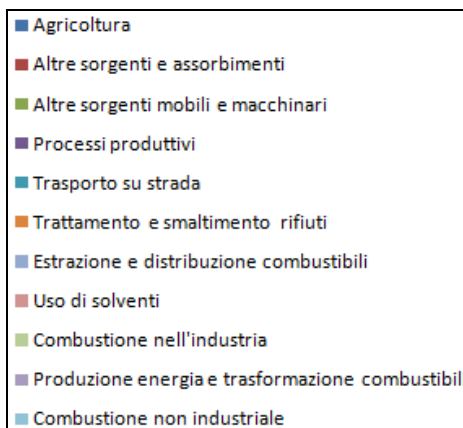 Agricoltura
Altre sorgenti e assorbimenti
Altre sorgenti mobili e macchinari
Processi produttivi
Trasporto su strada
Trattamento e smaltimento rifiuti
Estrazione e distribuzione combustibili
Uso di solventi
Combustione nell'industria
Produzione energia e trasformazione combustibil
Combustione non industriale